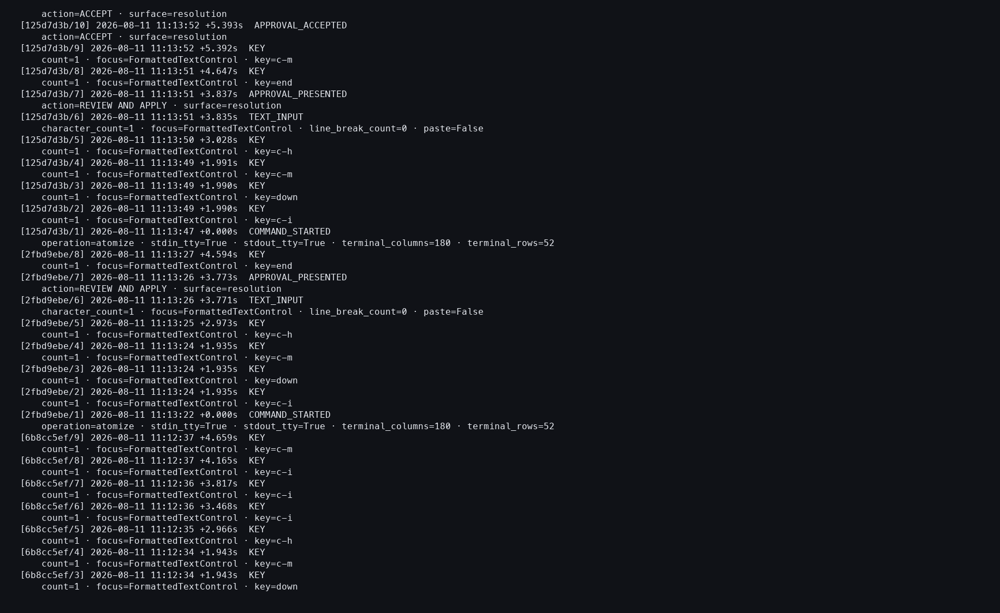 action=ACCEPT · surface=resolution
[125d7d3b/10] 2026-08-11 11:13:52 +5.393s  APPROVAL_ACCEPTED
action=ACCEPT · surface=resolution
[125d7d3b/9] 2026-08-11 11:13:52 +5.392s  KEY
count=1 · focus=FormattedTextControl · key=c-m
[125d7d3b/8] 2026-08-11 11:13:51 +4.647s  KEY
count=1 · focus=FormattedTextControl · key=end
[125d7d3b/7] 2026-08-11 11:13:51 +3.837s  APPROVAL_PRESENTED
action=REVIEW AND APPLY · surface=resolution
[125d7d3b/6] 2026-08-11 11:13:51 +3.835s  TEXT_INPUT
character_count=1 · focus=FormattedTextControl · line_break_count=0 · paste=False
[125d7d3b/5] 2026-08-11 11:13:50 +3.028s  KEY
count=1 · focus=FormattedTextControl · key=c-h
[125d7d3b/4] 2026-08-11 11:13:49 +1.991s  KEY
count=1 · focus=FormattedTextControl · key=c-m
[125d7d3b/3] 2026-08-11 11:13:49 +1.990s  KEY
count=1 · focus=FormattedTextControl · key=down
[125d7d3b/2] 2026-08-11 11:13:49 +1.990s  KEY
count=1 · focus=FormattedTextControl · key=c-i
[125d7d3b/1] 2026-08-11 11:13:47 +0.000s  COMMAND_STARTED
operation=atomize · stdin_tty=True · stdout_tty=True · terminal_columns=180 · terminal_rows=52
[2fbd9ebe/8] 2026-08-11 11:13:27 +4.594s  KEY
count=1 · focus=FormattedTextControl · key=end
[2fbd9ebe/7] 2026-08-11 11:13:26 +3.773s  APPROVAL_PRESENTED
action=REVIEW AND APPLY · surface=resolution
[2fbd9ebe/6] 2026-08-11 11:13:26 +3.771s  TEXT_INPUT
character_count=1 · focus=FormattedTextControl · line_break_count=0 · paste=False
[2fbd9ebe/5] 2026-08-11 11:13:25 +2.973s  KEY
count=1 · focus=FormattedTextControl · key=c-h
[2fbd9ebe/4] 2026-08-11 11:13:24 +1.935s  KEY
count=1 · focus=FormattedTextControl · key=c-m
[2fbd9ebe/3] 2026-08-11 11:13:24 +1.935s  KEY
count=1 · focus=FormattedTextControl · key=down
[2fbd9ebe/2] 2026-08-11 11:13:24 +1.935s  KEY
count=1 · focus=FormattedTextControl · key=c-i
[2fbd9ebe/1] 2026-08-11 11:13:22 +0.000s  COMMAND_STARTED
operation=atomize · stdin_tty=True · stdout_tty=True · terminal_columns=180 · terminal_rows=52
[6b8cc5ef/9] 2026-08-11 11:12:37 +4.659s  KEY
count=1 · focus=FormattedTextControl · key=c-m
[6b8cc5ef/8] 2026-08-11 11:12:37 +4.165s  KEY
count=1 · focus=FormattedTextControl · key=c-i
[6b8cc5ef/7] 2026-08-11 11:12:36 +3.817s  KEY
count=1 · focus=FormattedTextControl · key=c-i
[6b8cc5ef/6] 2026-08-11 11:12:36 +3.468s  KEY
count=1 · focus=FormattedTextControl · key=c-i
[6b8cc5ef/5] 2026-08-11 11:12:35 +2.966s  KEY
count=1 · focus=FormattedTextControl · key=c-h
[6b8cc5ef/4] 2026-08-11 11:12:34 +1.943s  KEY
count=1 · focus=FormattedTextControl · key=c-m
[6b8cc5ef/3] 2026-08-11 11:12:34 +1.943s  KEY
count=1 · focus=FormattedTextControl · key=down